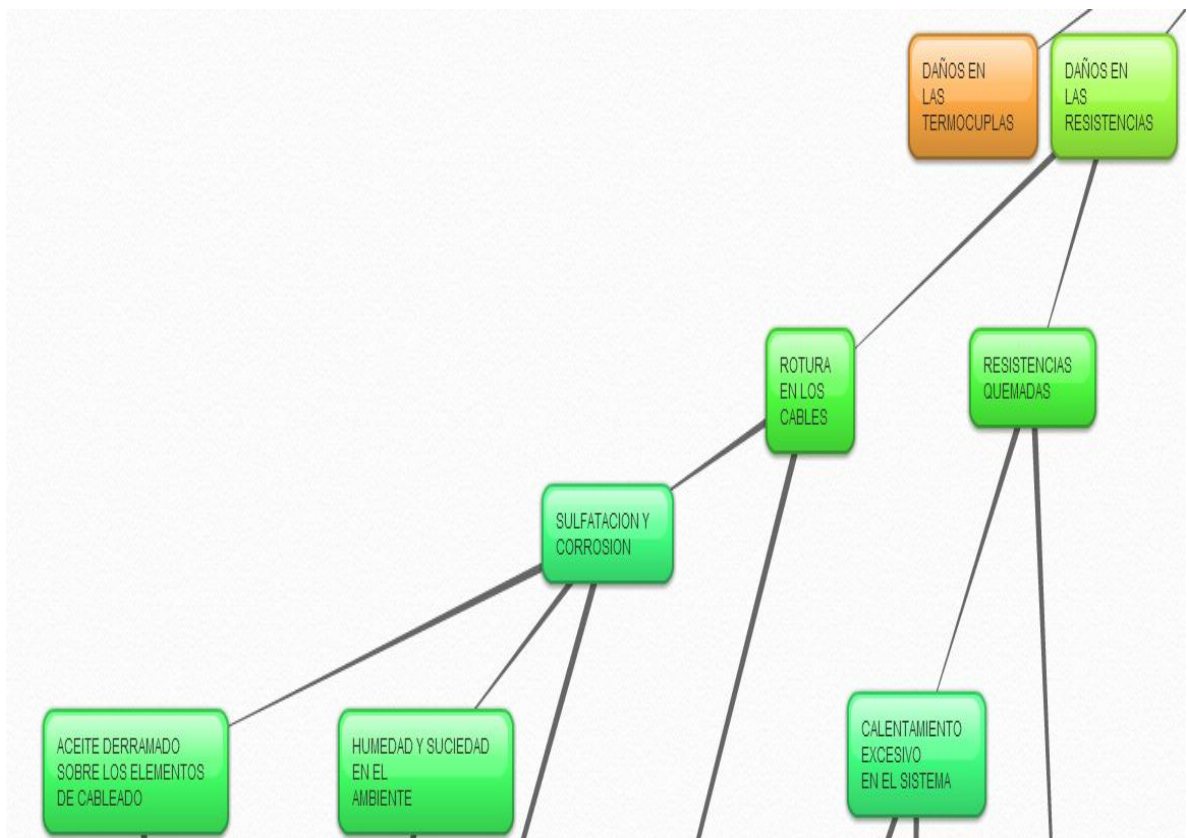 DAÑOS EN
LAS
TERMOCUPLAS
DAÑOS EN
LAS
RESISTENCIAS
ROTURA
EN LOS
CABLES
RESISTENCIAS
QUEMADAS
SULFATACION Y
CORROSION
ACEITE DERRAMADO
SOBRE LOS ELEMENTOS
DE CABLEADO
HUMEDAD Y SUCIEDAD
EN EL
AMBIENTE
CALENTAMIENTO
EXCESIVO
EN EL SISTEMA